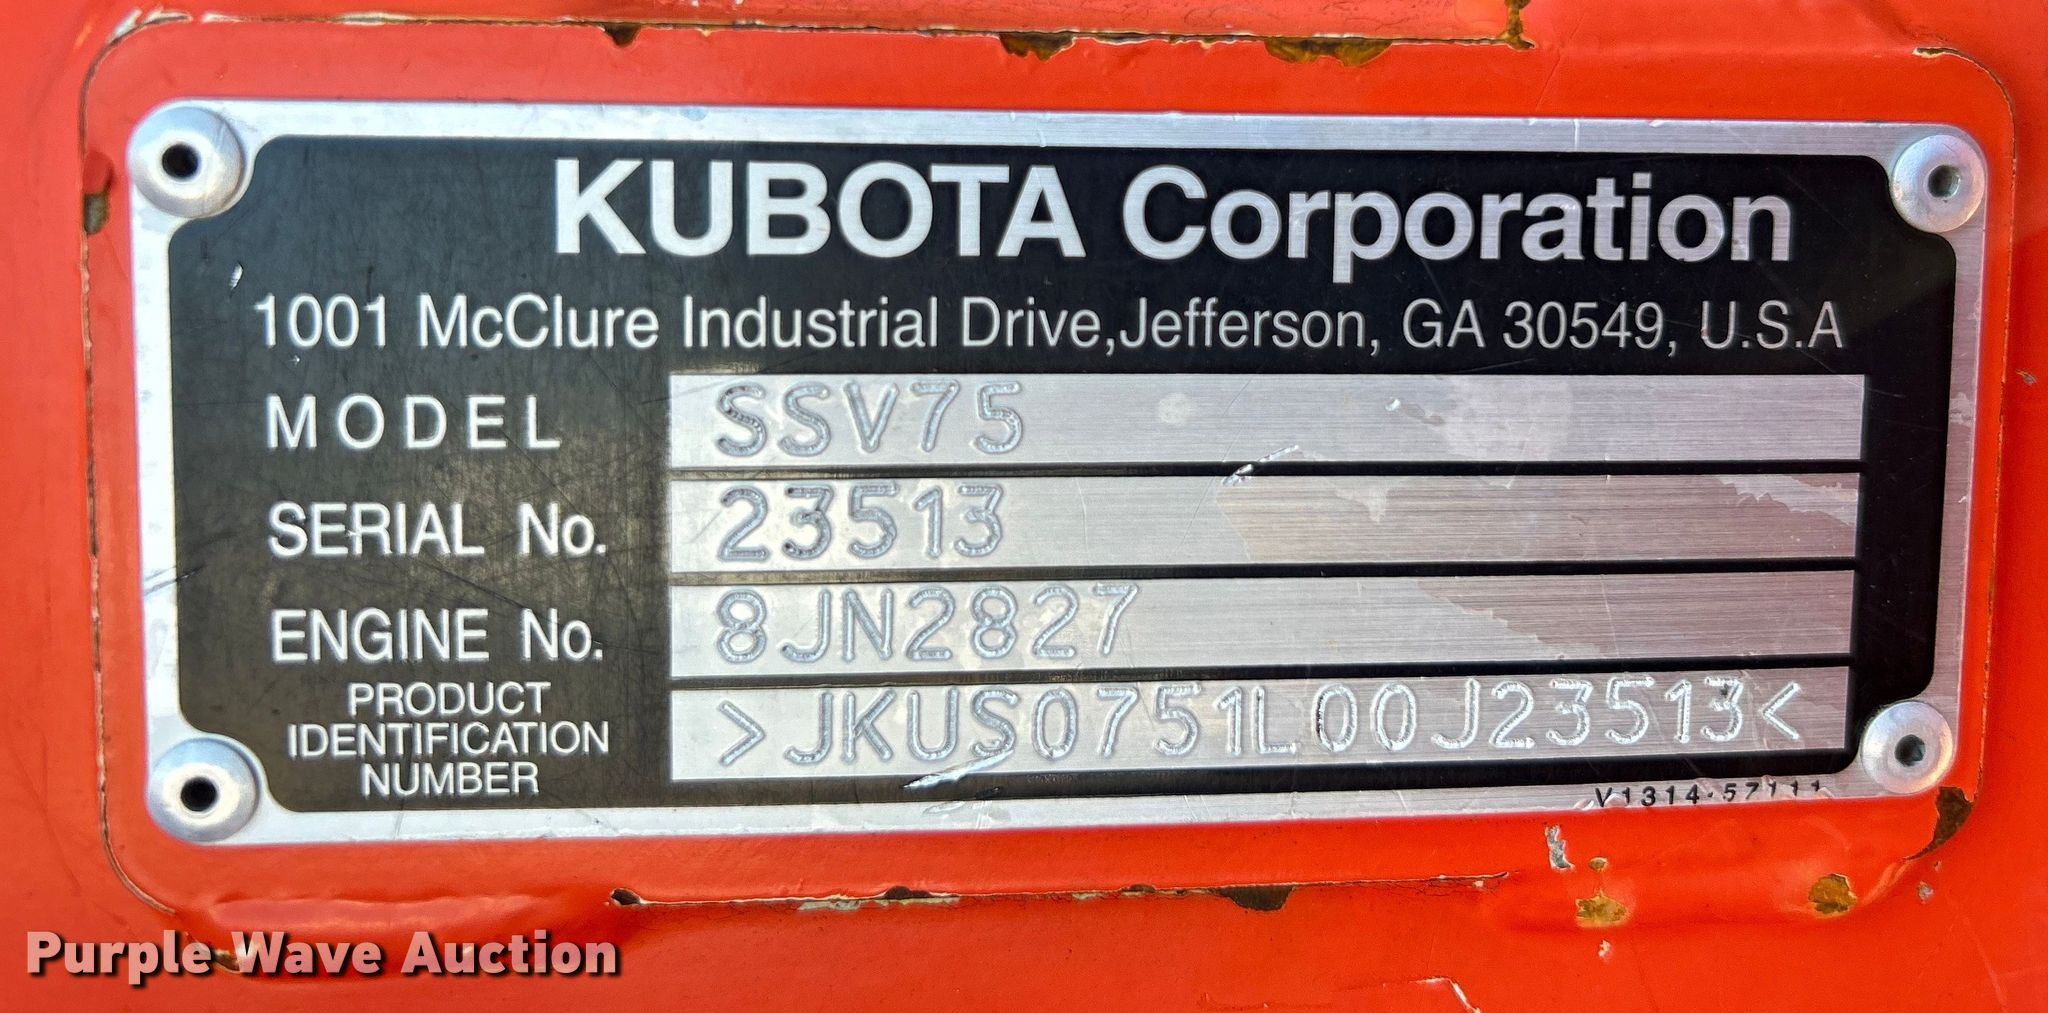 KUBOTA Corporation
1001 McClure Industrial Drive,Jefferson, GA 30549, U.S.A
MODEL SSV75
SERIAL No. 23513
ENGINE No. 8JN2827
PRODUCT
IDENTIFICATION
NUMBER
>JKUS0751L00J23513<
V1314-57111
Purple Wave Auction